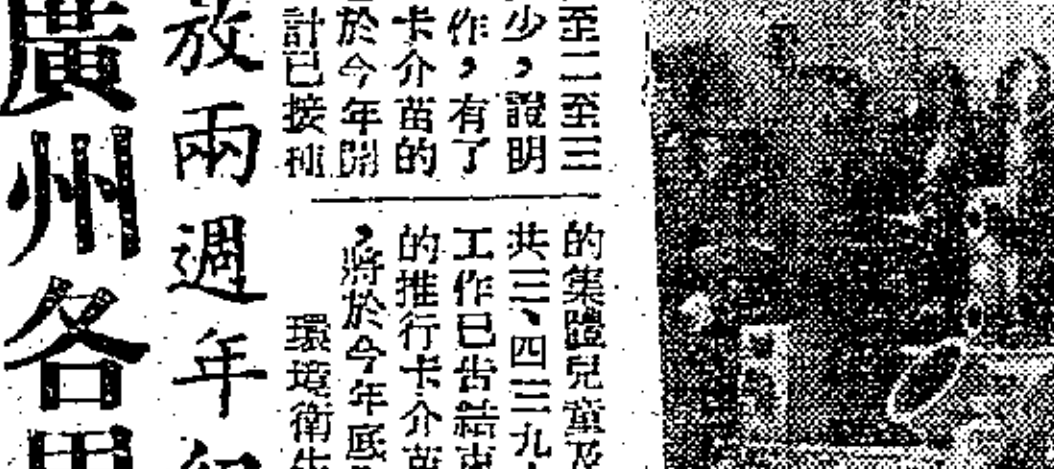 至二至三
少，證明
作，有了
卡介苗的
於今年開
計已接種
的集體兒童及
共三、四三九
工作已告結束
的推行卡介苗
，將於今年底
環境衛生
放兩週年紀
廣州各界